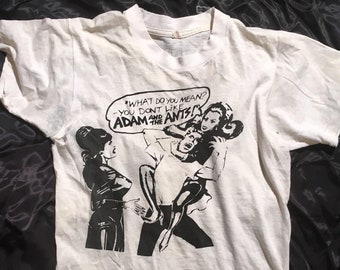 "WHAT DO YOU MEAN?
-YOU DON'T LIKE
ADAM AND THE ANTS!"